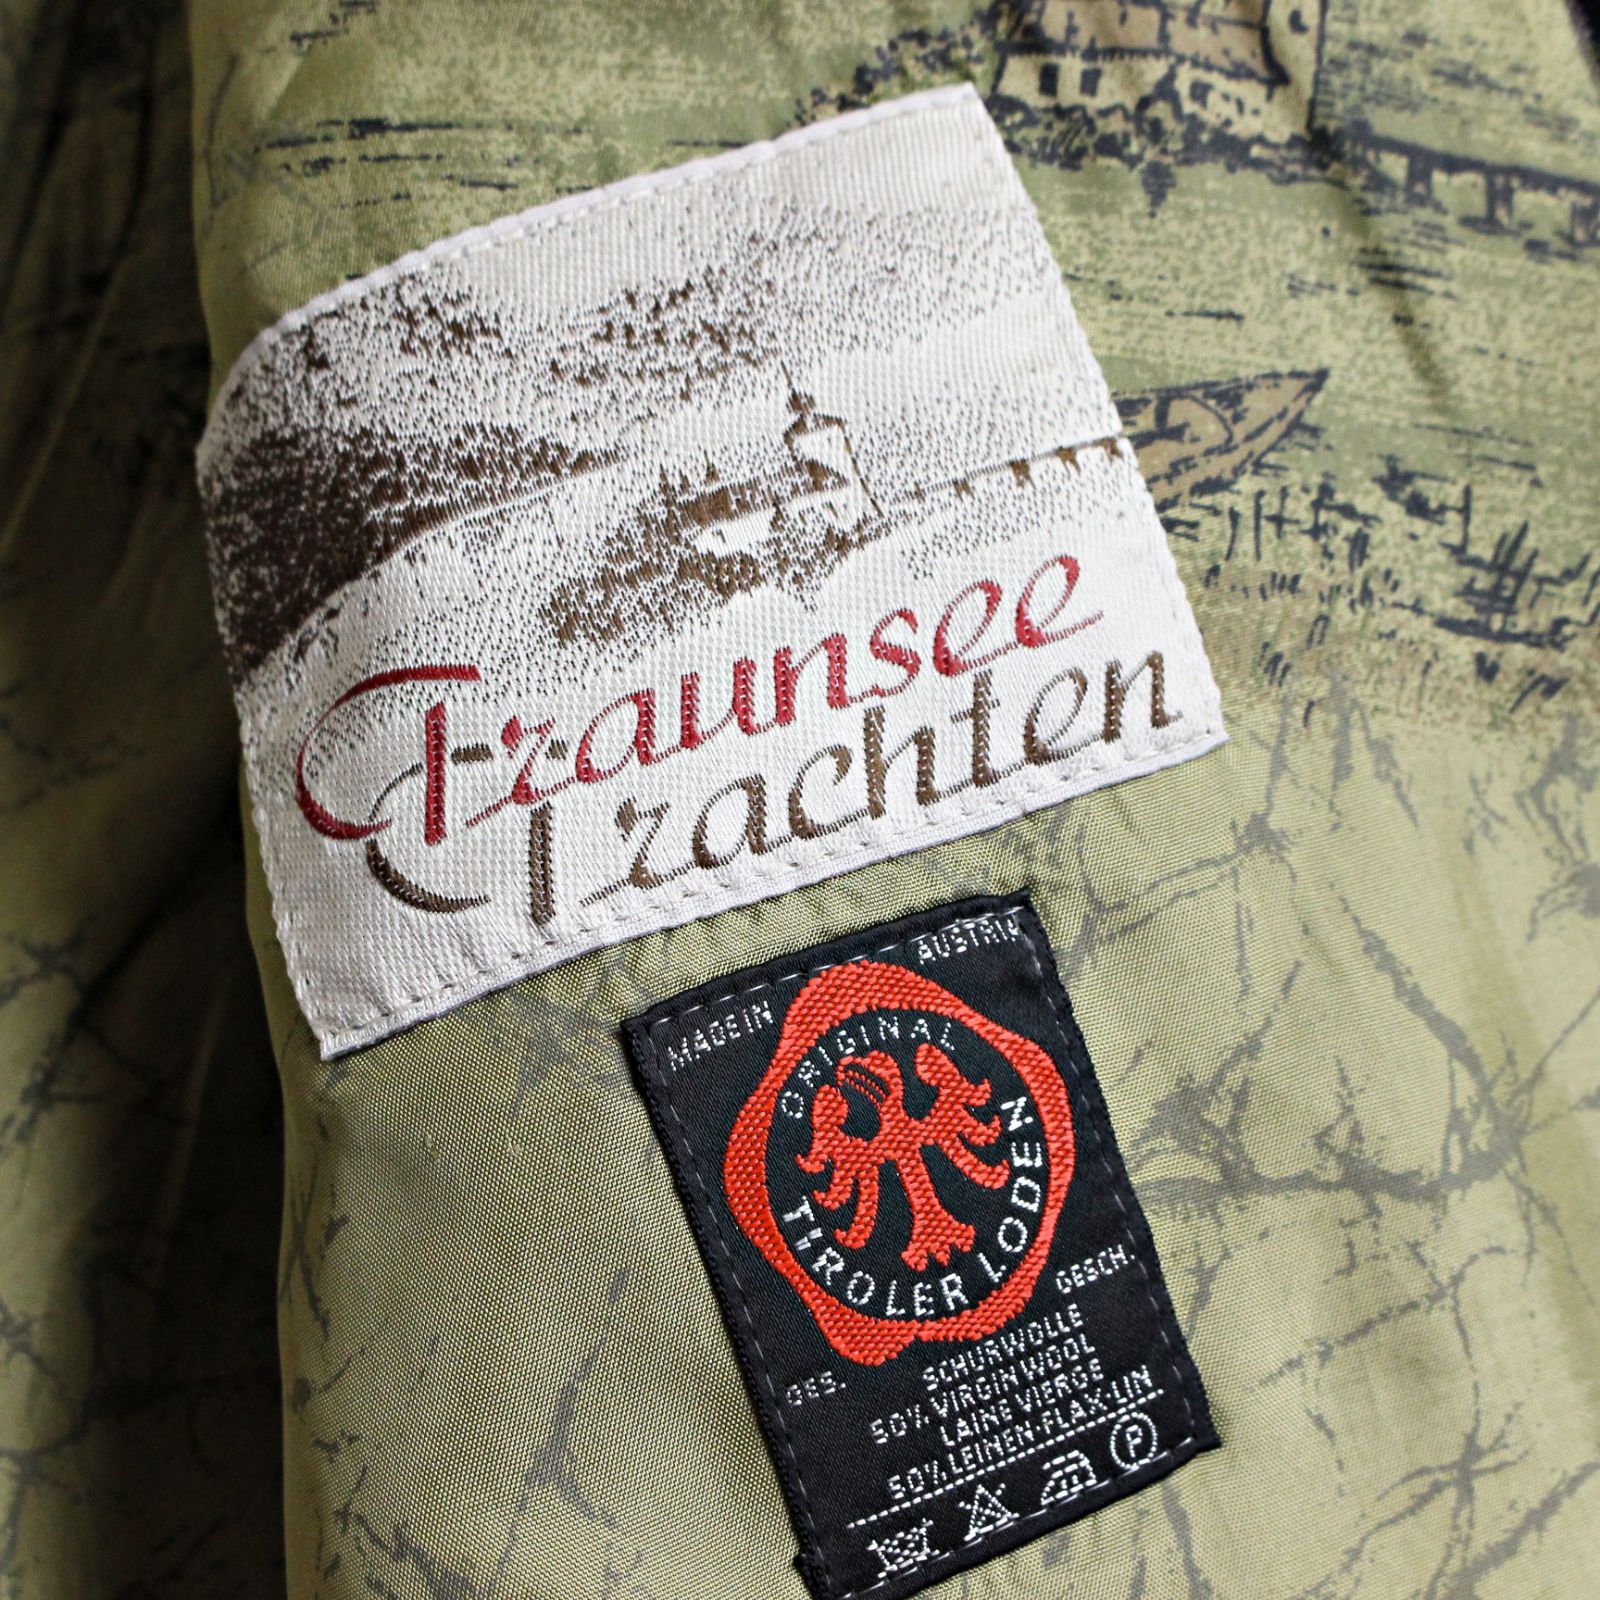 Traunsee
Trachten
MADE IN AUSTRIA
ORIGINAL
TIROLER LODEN
GES. GESCH.
SCHURWOLLE
50% VIRGIN WOOL
LAINE VIERGE
50% LEINEN-FLAX-LIN
P